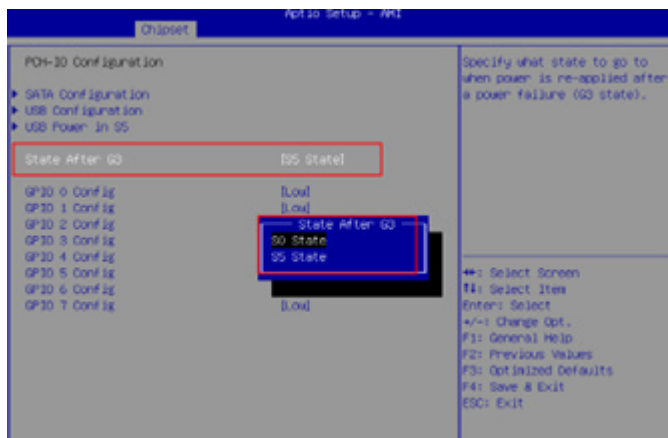 Aptio Setup - AMI
Chipset
PCH-IO Configuration
SATA Configuration
USB Configuration
USB Power in S5
State After G3 [S5 State]
GPIO 0 Config [Low]
GPIO 1 Config [Low]
GPIO 2 Config
GPIO 3 Config
GPIO 4 Config
GPIO 5 Config
GPIO 6 Config
GPIO 7 Config [Low]
State After G3
S0 State
S5 State
Specify what state to go to
when power is re-applied after
a power failure (G3 state).
↔: Select Screen
↑↓: Select Item
Enter: Select
+/-: Change Opt.
F1: General Help
F2: Previous Values
F3: Optimized Defaults
F4: Save & Exit
ESC: Exit